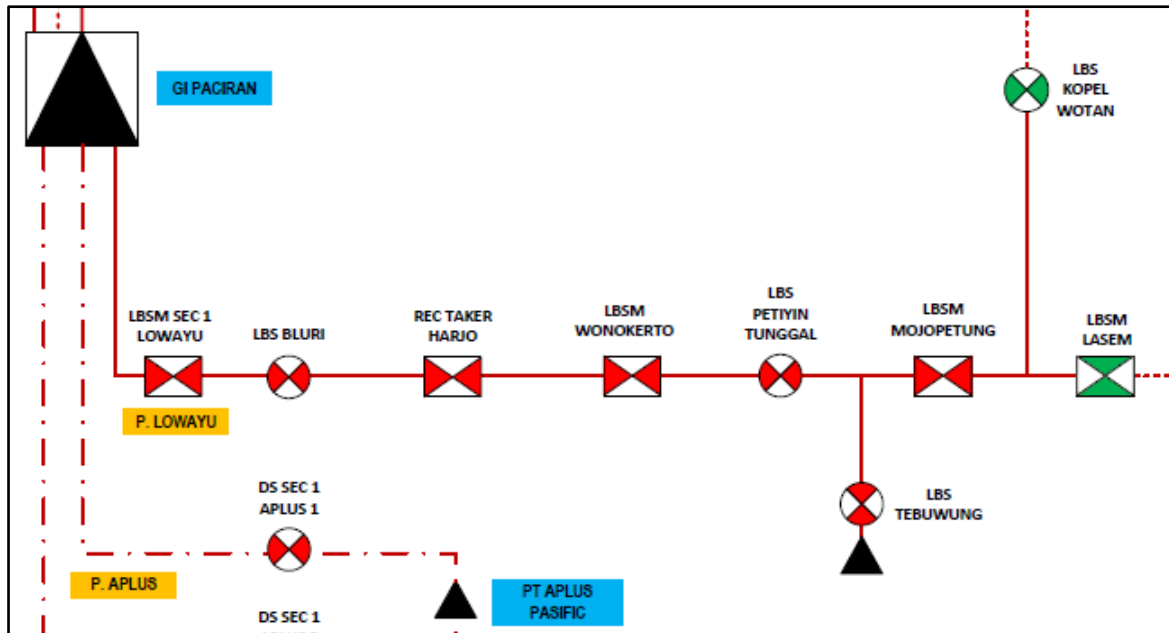 GI PACIRAN
LBS
KOPEL
WOTAN
LBSM SEC 1
LOWAYU
LBS BLURI
REC TAKER
HARJO
LBSM
WONOKERTO
LBS
PETIYIN
TUNGGAL
LBSM
MOJOPETUNG
LBSM
LASEM
P. LOWAYU
DS SEC 1
APLUS 1
LBS
TEBUWUNG
P. APLUS
PT APLUS
PASIFIC
DS SEC 1